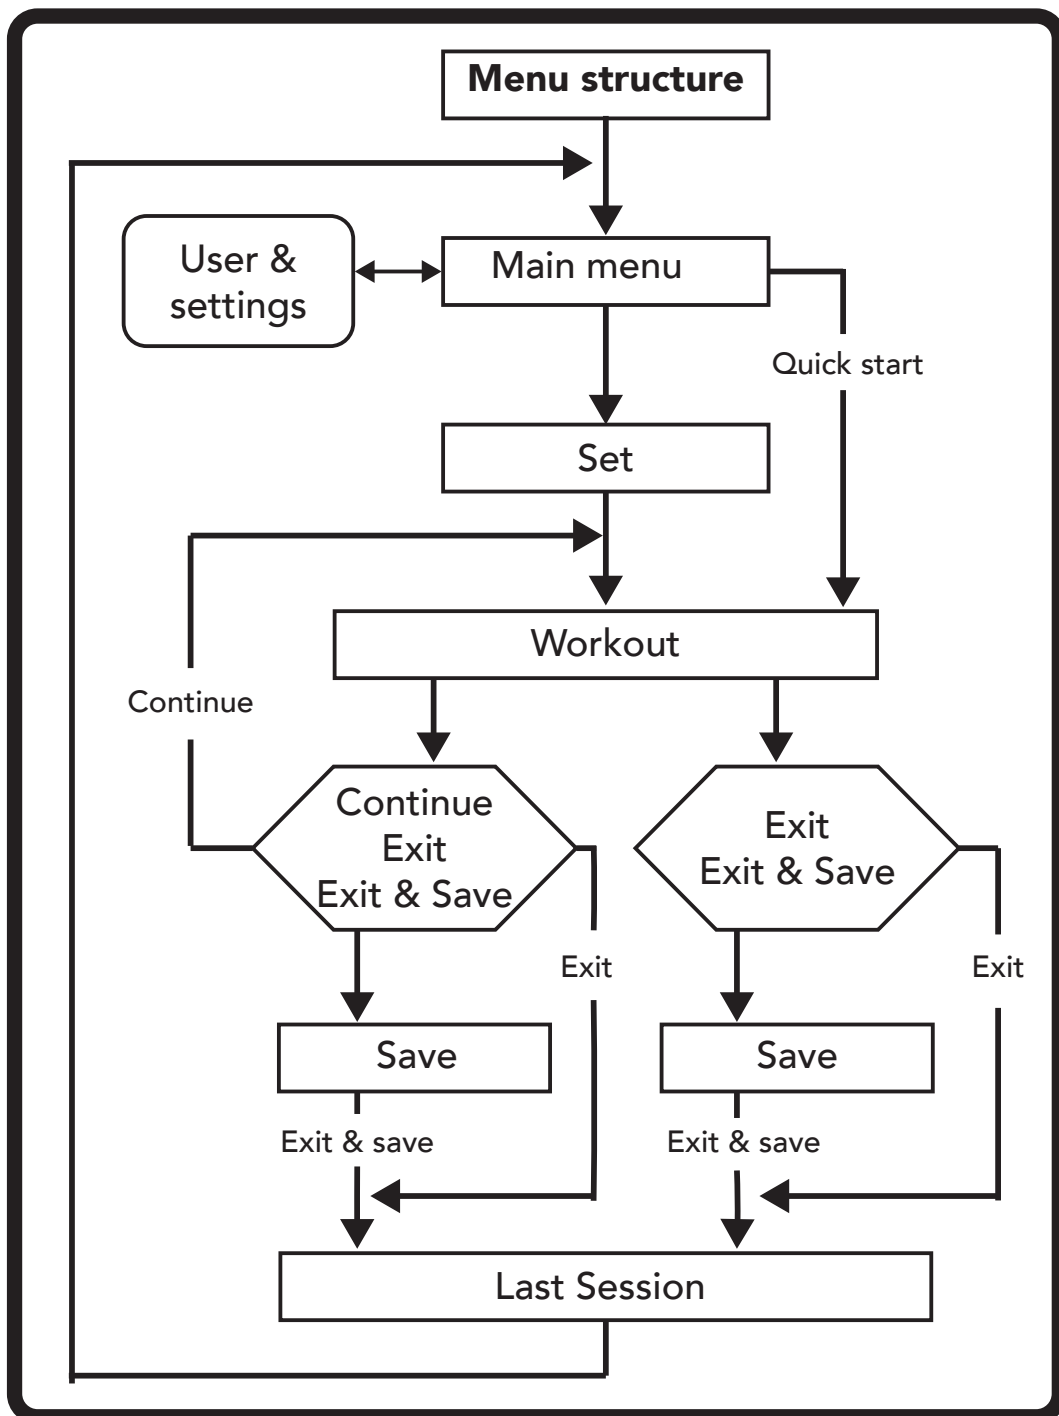 Menu structure
User &
settings
Main menu
Quick start
Set
Workout
Continue
Continue
Exit
Exit & Save
Exit
Exit & Save
Exit
Exit
Save
Save
Exit & save
Exit & save
Last Session